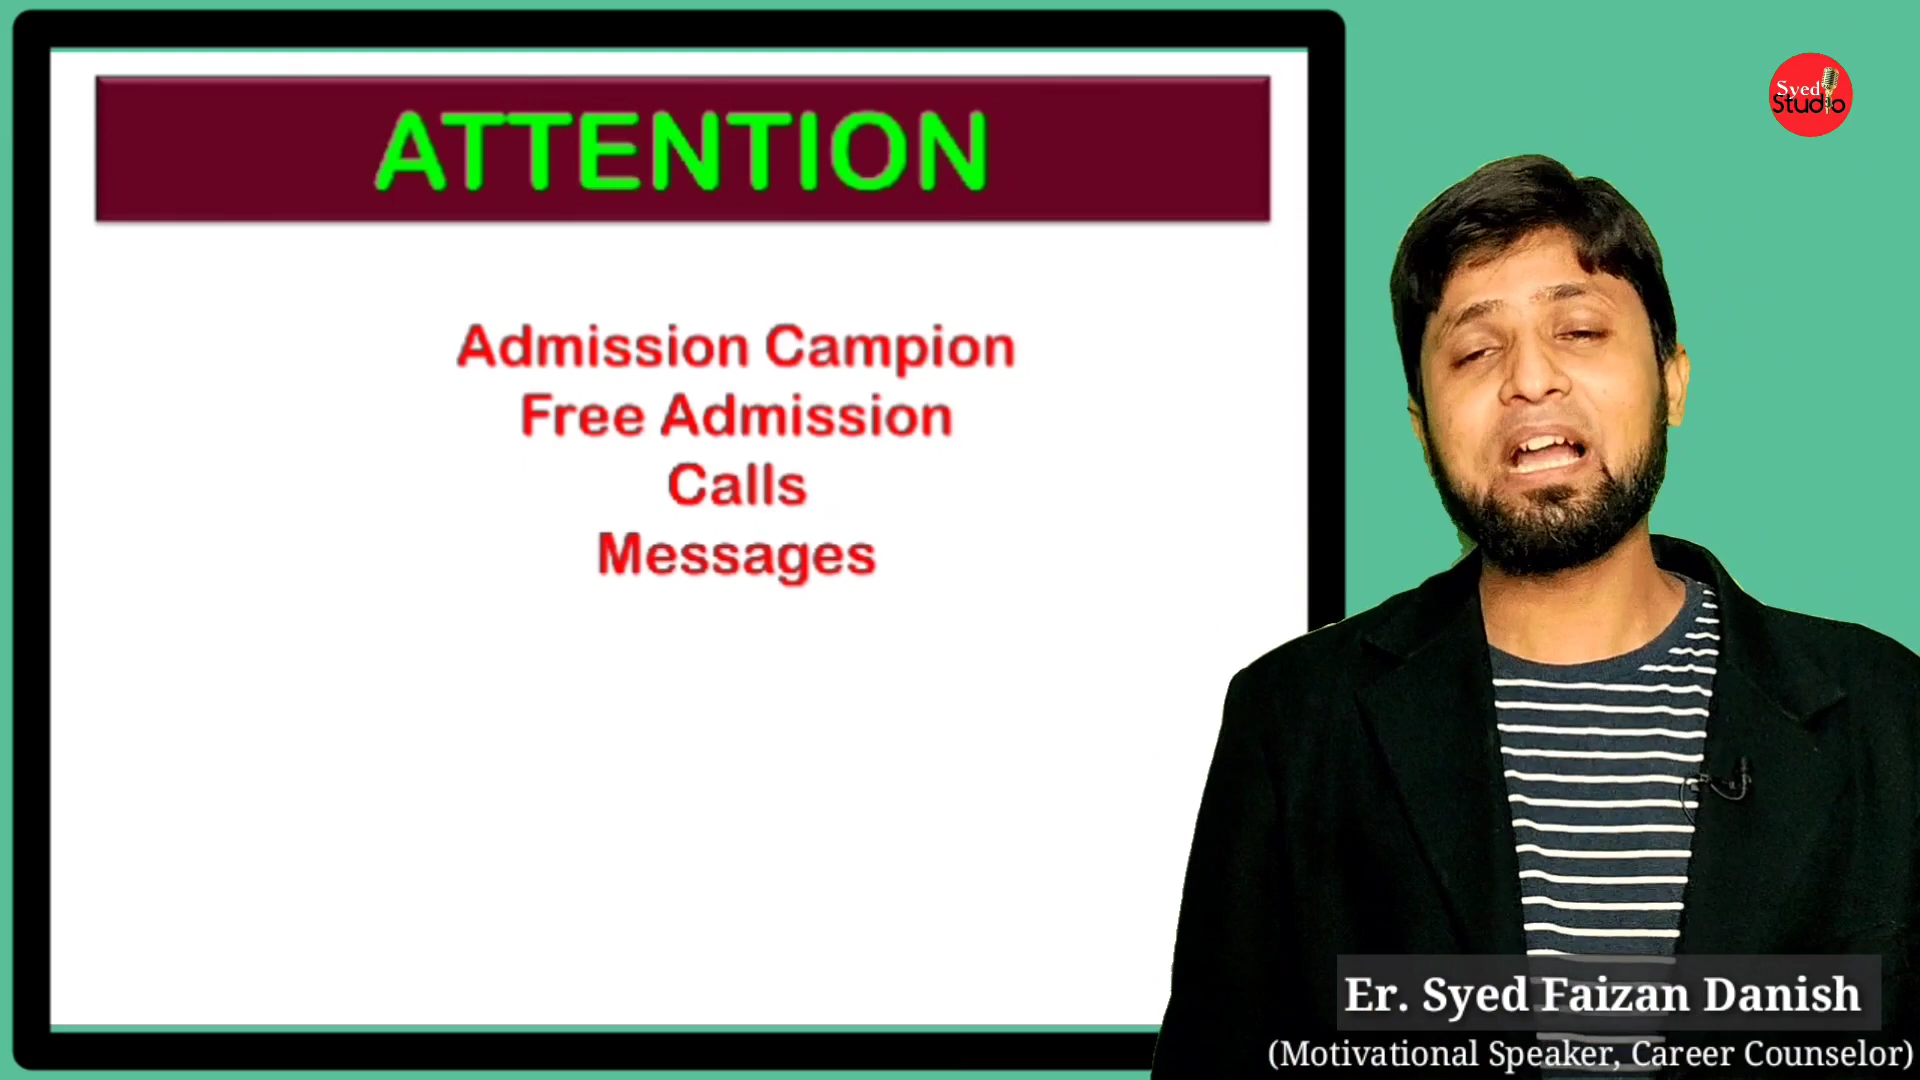 ATTENTION
Admission Campion
Free Admission
Calls
Messages
Syed
Studio
Er. Syed Faizan Danish
(Motivational Speaker, Career Counselor)